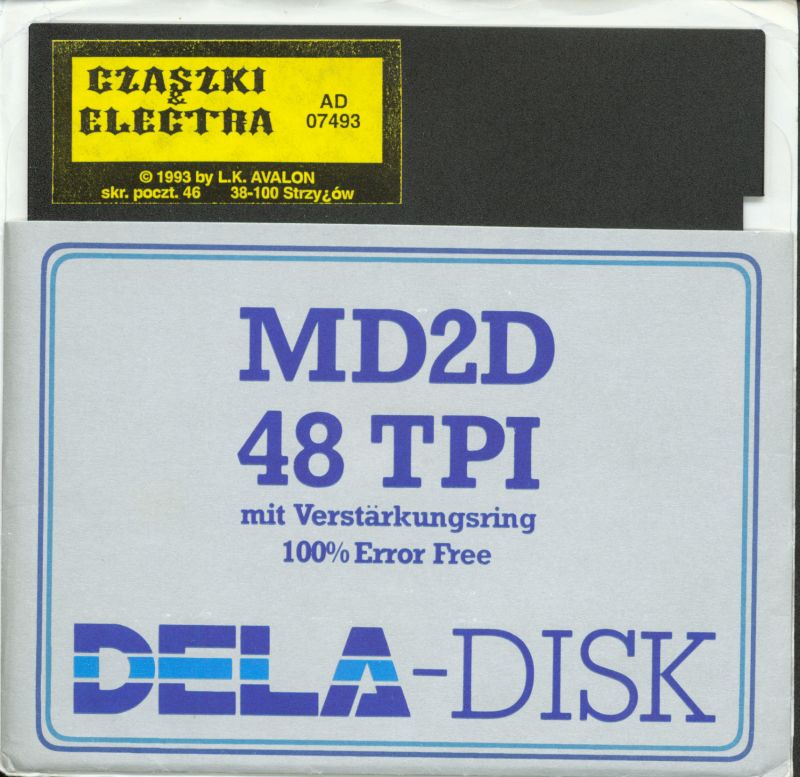 CZASZKI
&
ELECTRA
AD
07493
© 1993 by L.K. AVALON
skr. poczt. 46 38-100 Strzy¿ów
MD2D
48 TPI
mit Verstärkungsring
100% Error Free
DELA-DISK